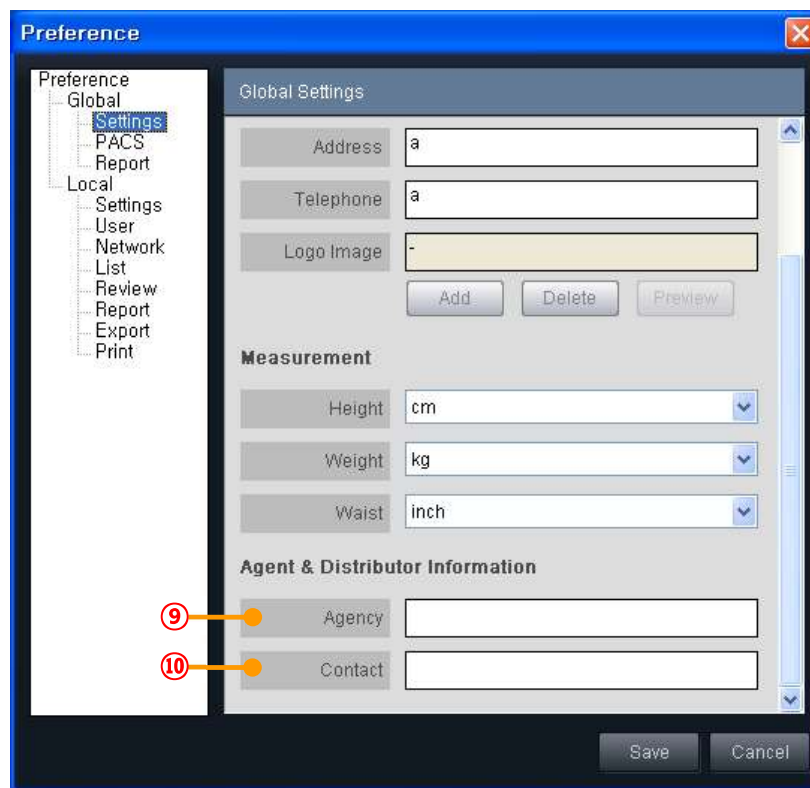 Preference
Preference
Global
Settings
PACS
Report
Local
Settings
User
Network
List
Review
Report
Export
Print
Global Settings
Address a
Telephone a
Logo Image -
Add Delete Preview
Measurement
Height cm
Weight kg
Waist inch
Agent & Distributor Information
⑨ Agency
⑩ Contact
Save Cancel